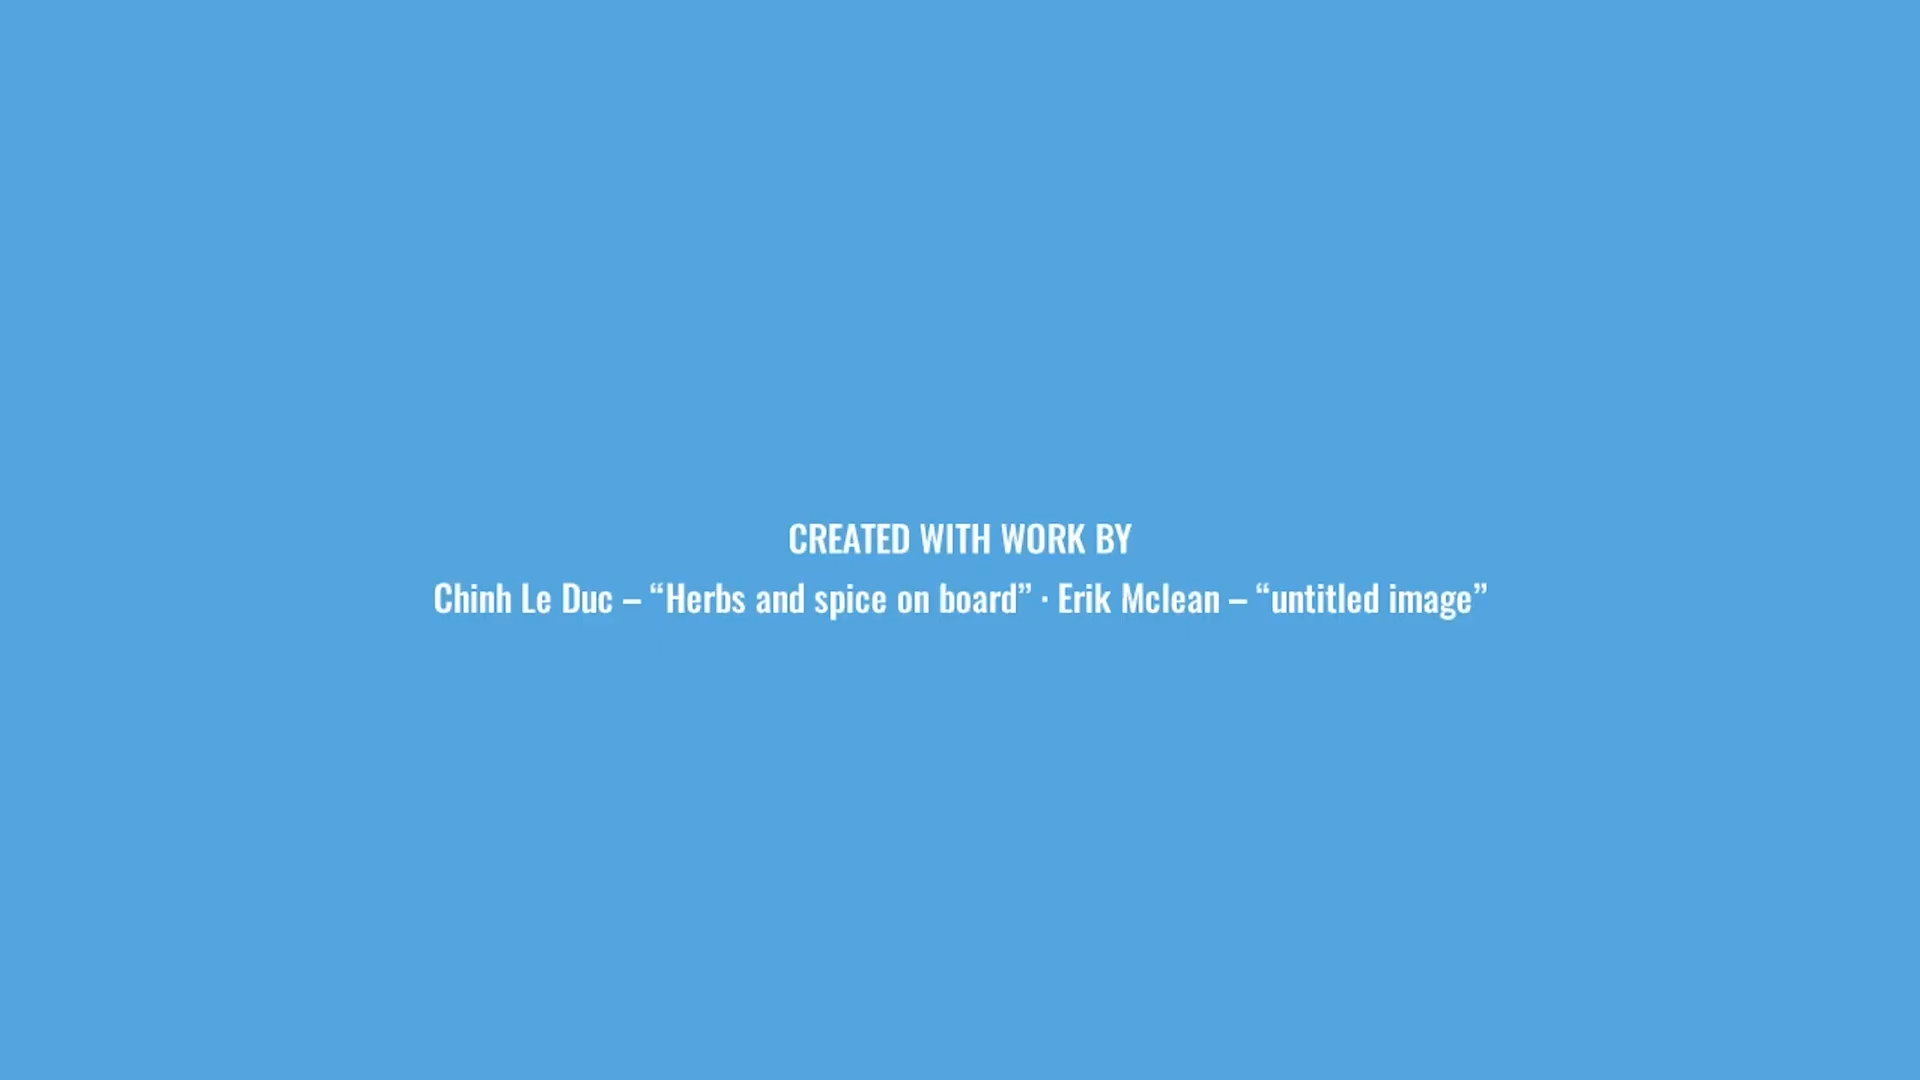 CREATED WITH WORK BY
Chinh Le Duc – “Herbs and spice on board” · Erik Mclean – “untitled image”